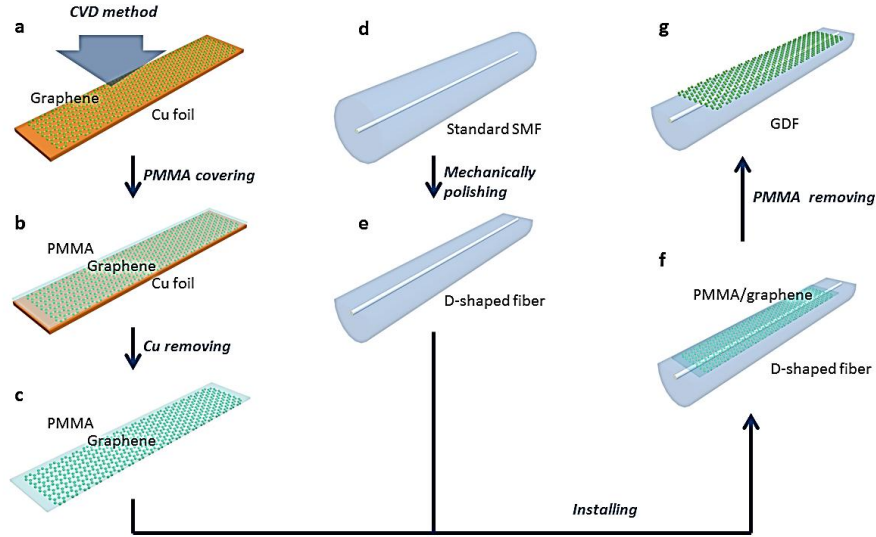 CVD method
a
Graphene
Cu foil
PMMA covering
b
PMMA
Graphene
Cu foil
Cu removing
c
PMMA
Graphene
d
Standard SMF
Mechanically
polishing
e
D-shaped fiber
Installing
f
PMMA/graphene
D-shaped fiber
PMMA removing
g
GDF